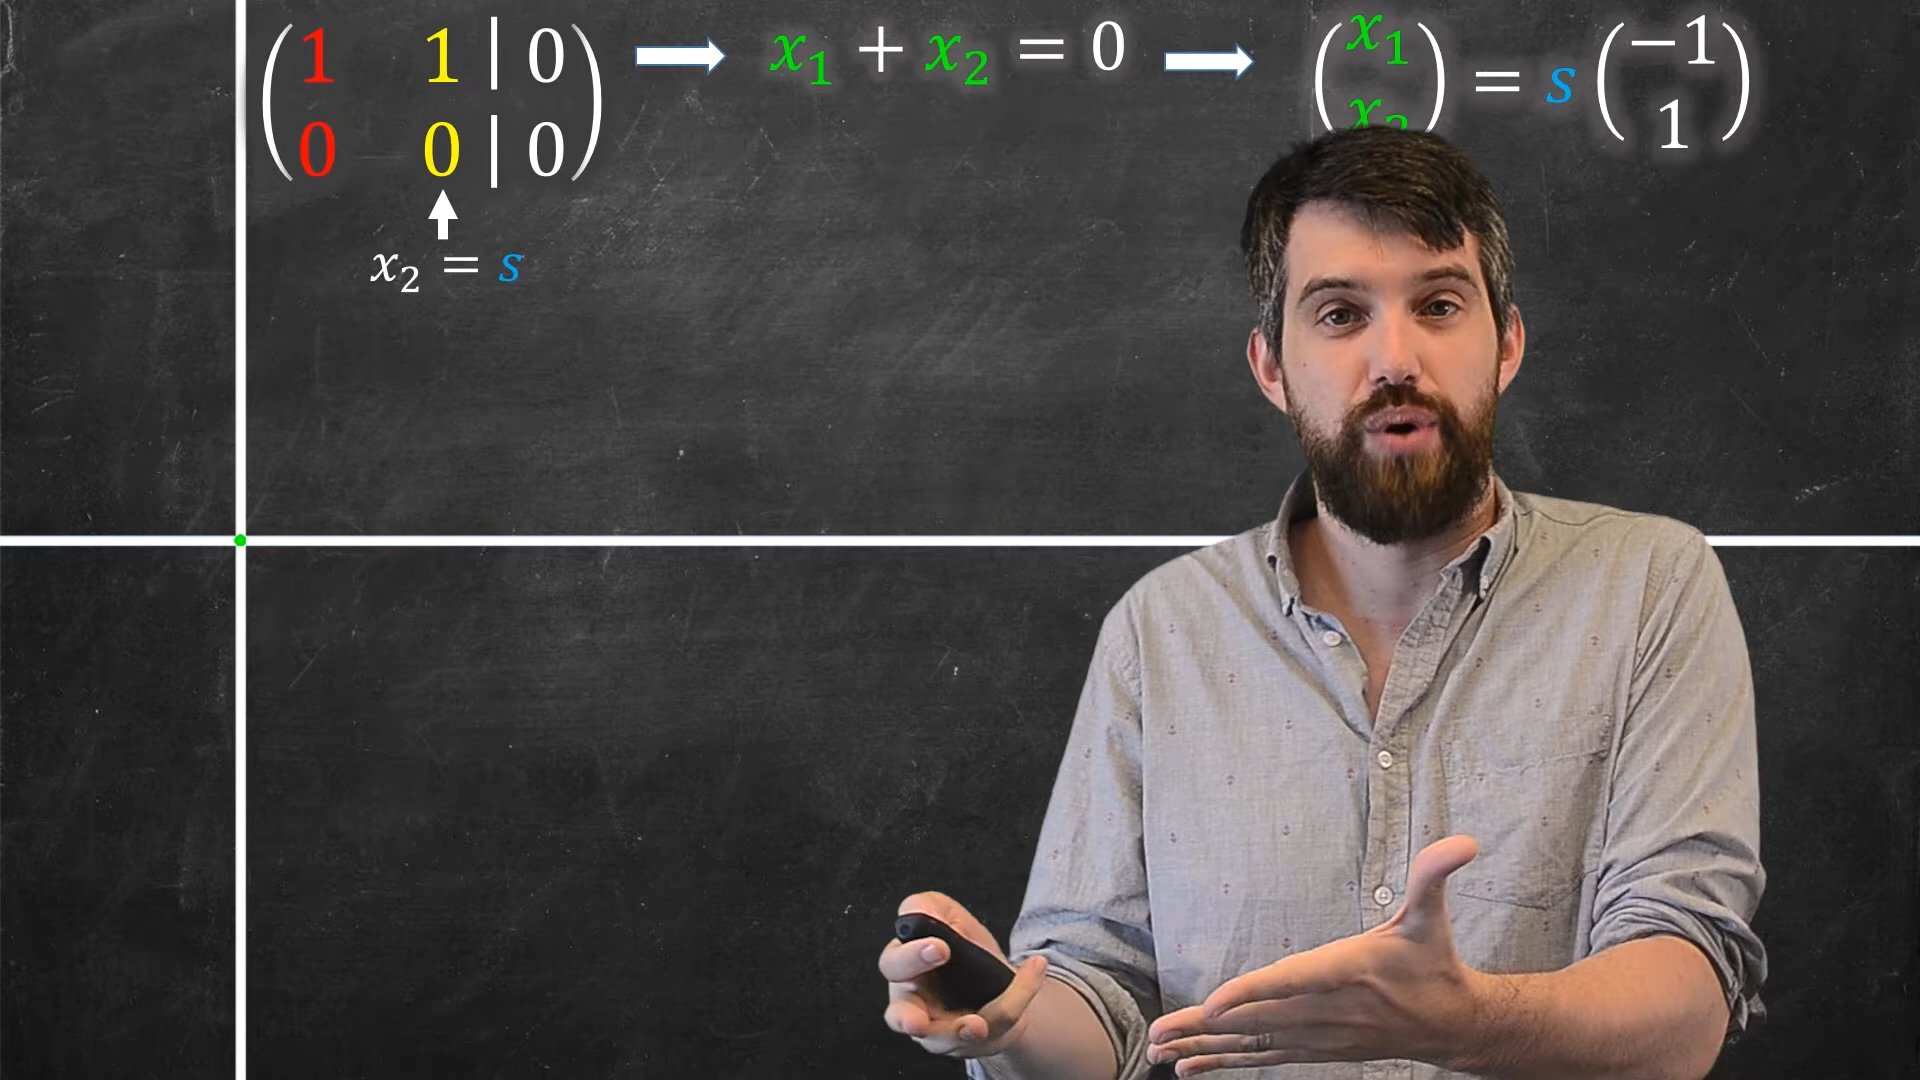 (1 1 | 0) → x₁ + x₂ = 0 → (x₁) = s (−1)
(0 0 | 0) (x₂) (1)
x₂ = s